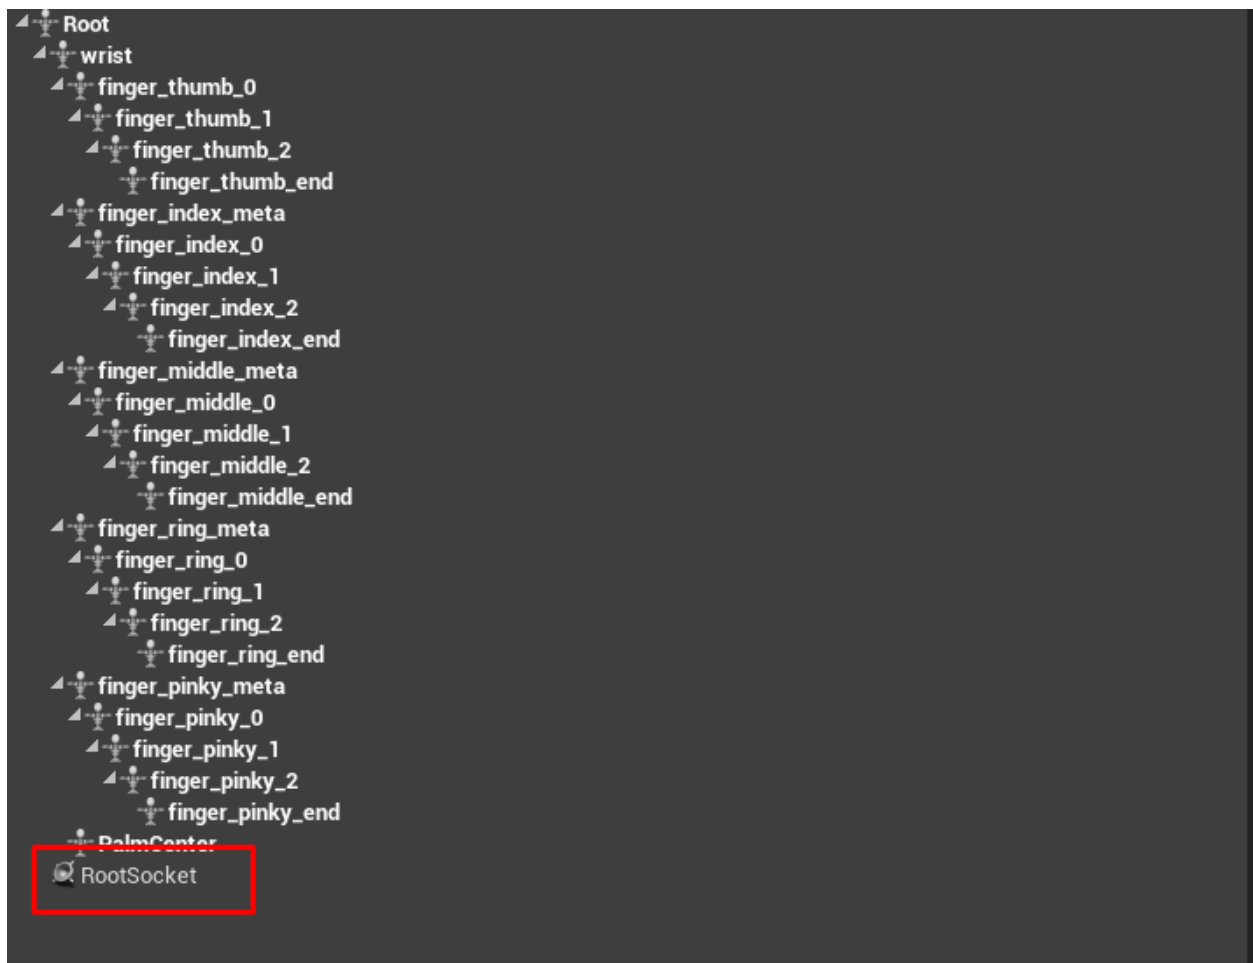 Root
wrist
finger_thumb_0
finger_thumb_1
finger_thumb_2
finger_thumb_end
finger_index_meta
finger_index_0
finger_index_1
finger_index_2
finger_index_end
finger_middle_meta
finger_middle_0
finger_middle_1
finger_middle_2
finger_middle_end
finger_ring_meta
finger_ring_0
finger_ring_1
finger_ring_2
finger_ring_end
finger_pinky_meta
finger_pinky_0
finger_pinky_1
finger_pinky_2
finger_pinky_end
PalmCenter
RootSocket